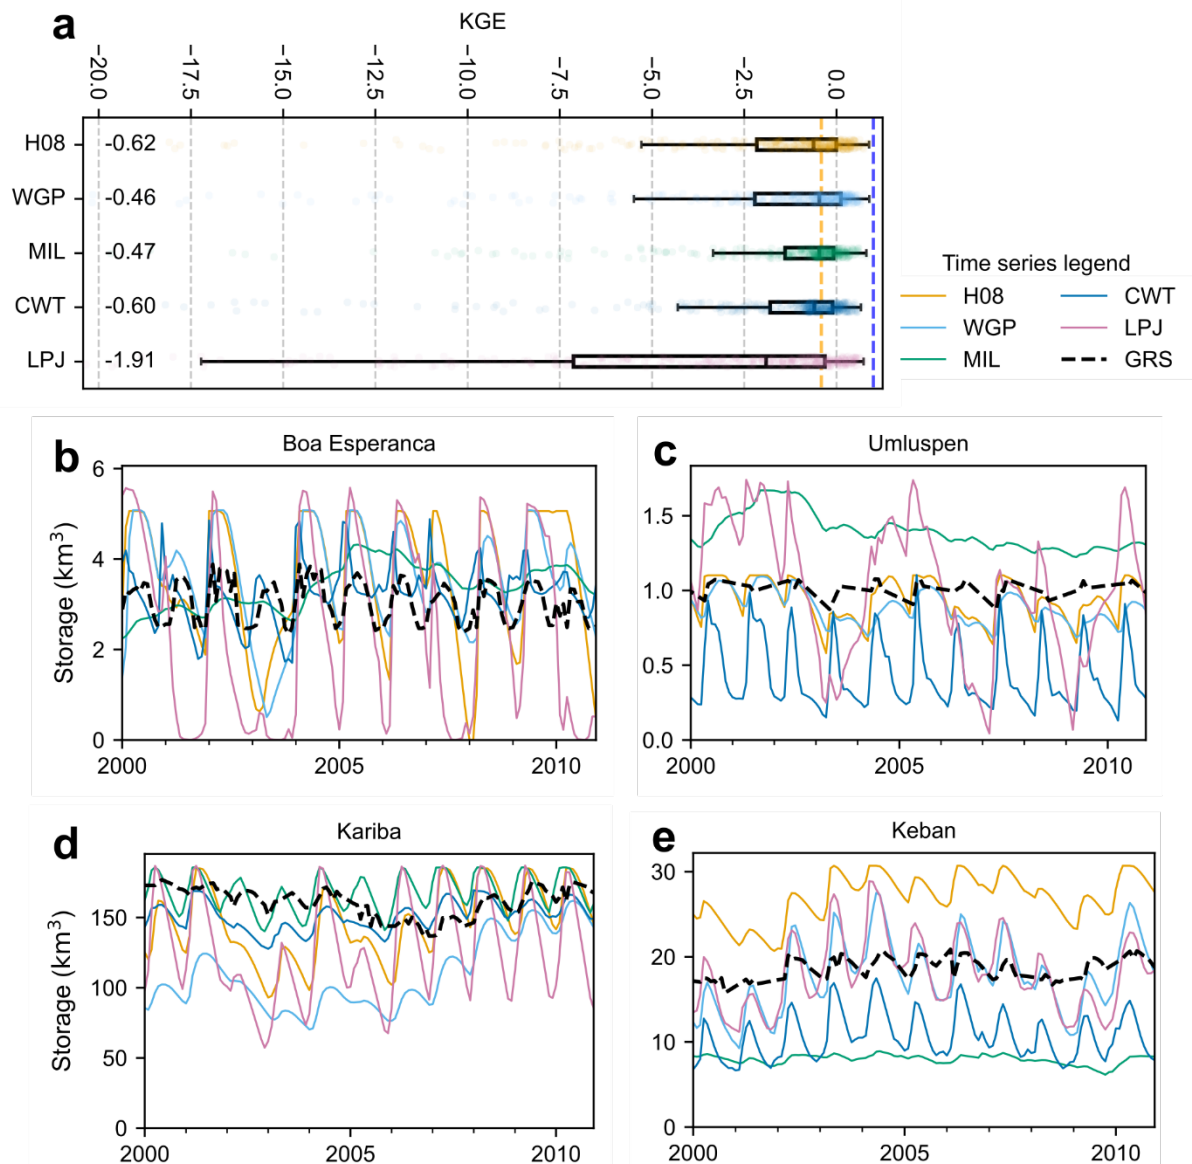 a
KGE
-20.0 -17.5 -15.0 -12.5 -10.0 -7.5 -5.0 -2.5 0.0
H08 -0.62
WGP -0.46
MIL -0.47
CWT -0.60
LPJ -1.91
Time series legend
H08 CWT
WGP LPJ
MIL GRS
b Boa Esperanca
Storage (km³)
6
4
2
0
2000 2005 2010
c Umluspen
1.5
1.0
0.5
0.0
2000 2005 2010
d Kariba
Storage (km³)
150
100
50
0
2000 2005 2010
e Keban
30
20
10
0
2000 2005 2010